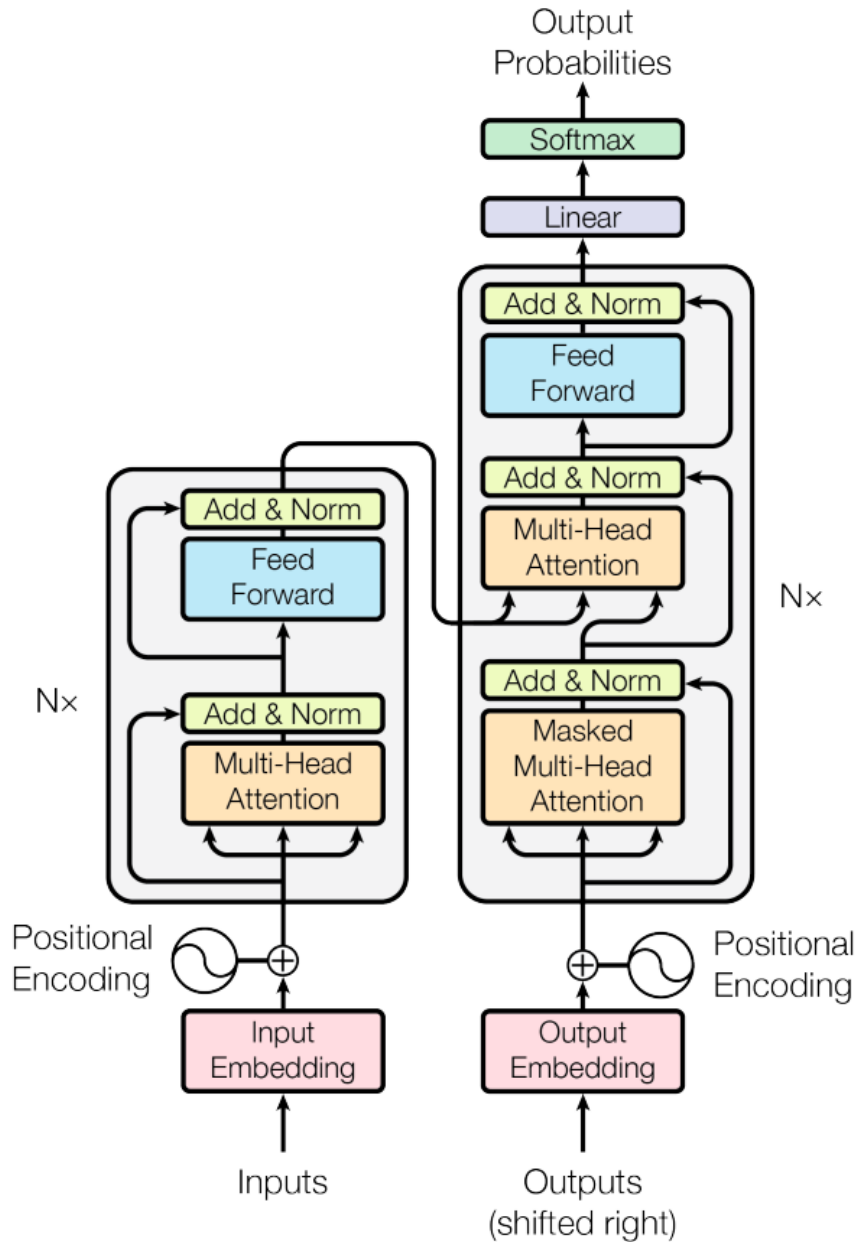 Output
Probabilities
Softmax
Linear
Add & Norm
Feed
Forward
Add & Norm
Multi-Head
Attention
Add & Norm
Masked
Multi-Head
Attention
N×
Add & Norm
Feed
Forward
Add & Norm
Multi-Head
Attention
N×
Positional
Encoding
Positional
Encoding
Input
Embedding
Output
Embedding
Inputs
Outputs
(shifted right)